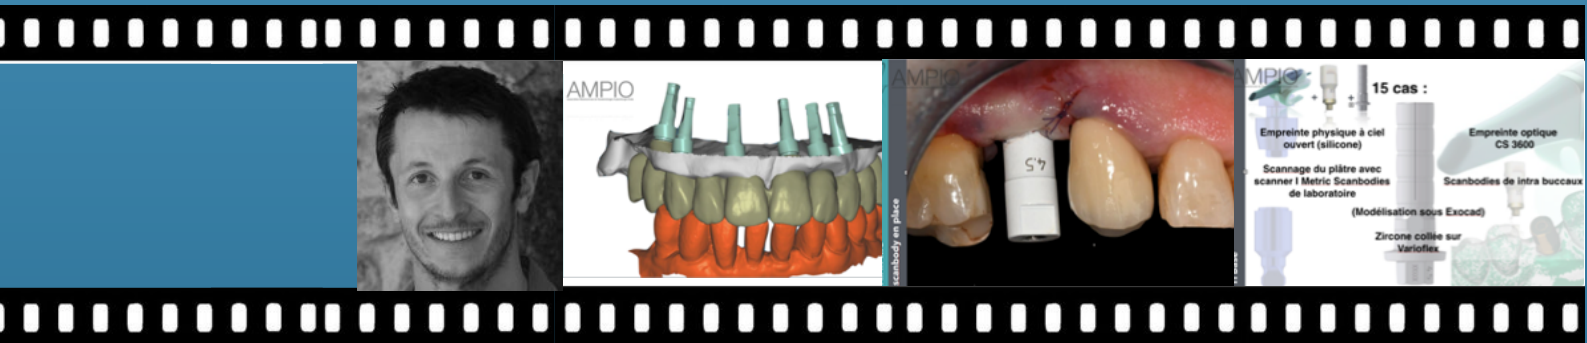 AMPIO
AMPIO
scanbody en place
4.5
AMPIO
15 cas :
Empreinte physique à ciel
ouvert (silicone)
Scannage du plâtre avec
scanner I Metric Scanbodies
de laboratoire
Empreinte optique
CS 3600
Scanbodies de intra buccaux
(Modélisation sous Exocad)
Zircone collée sur
Varioflex